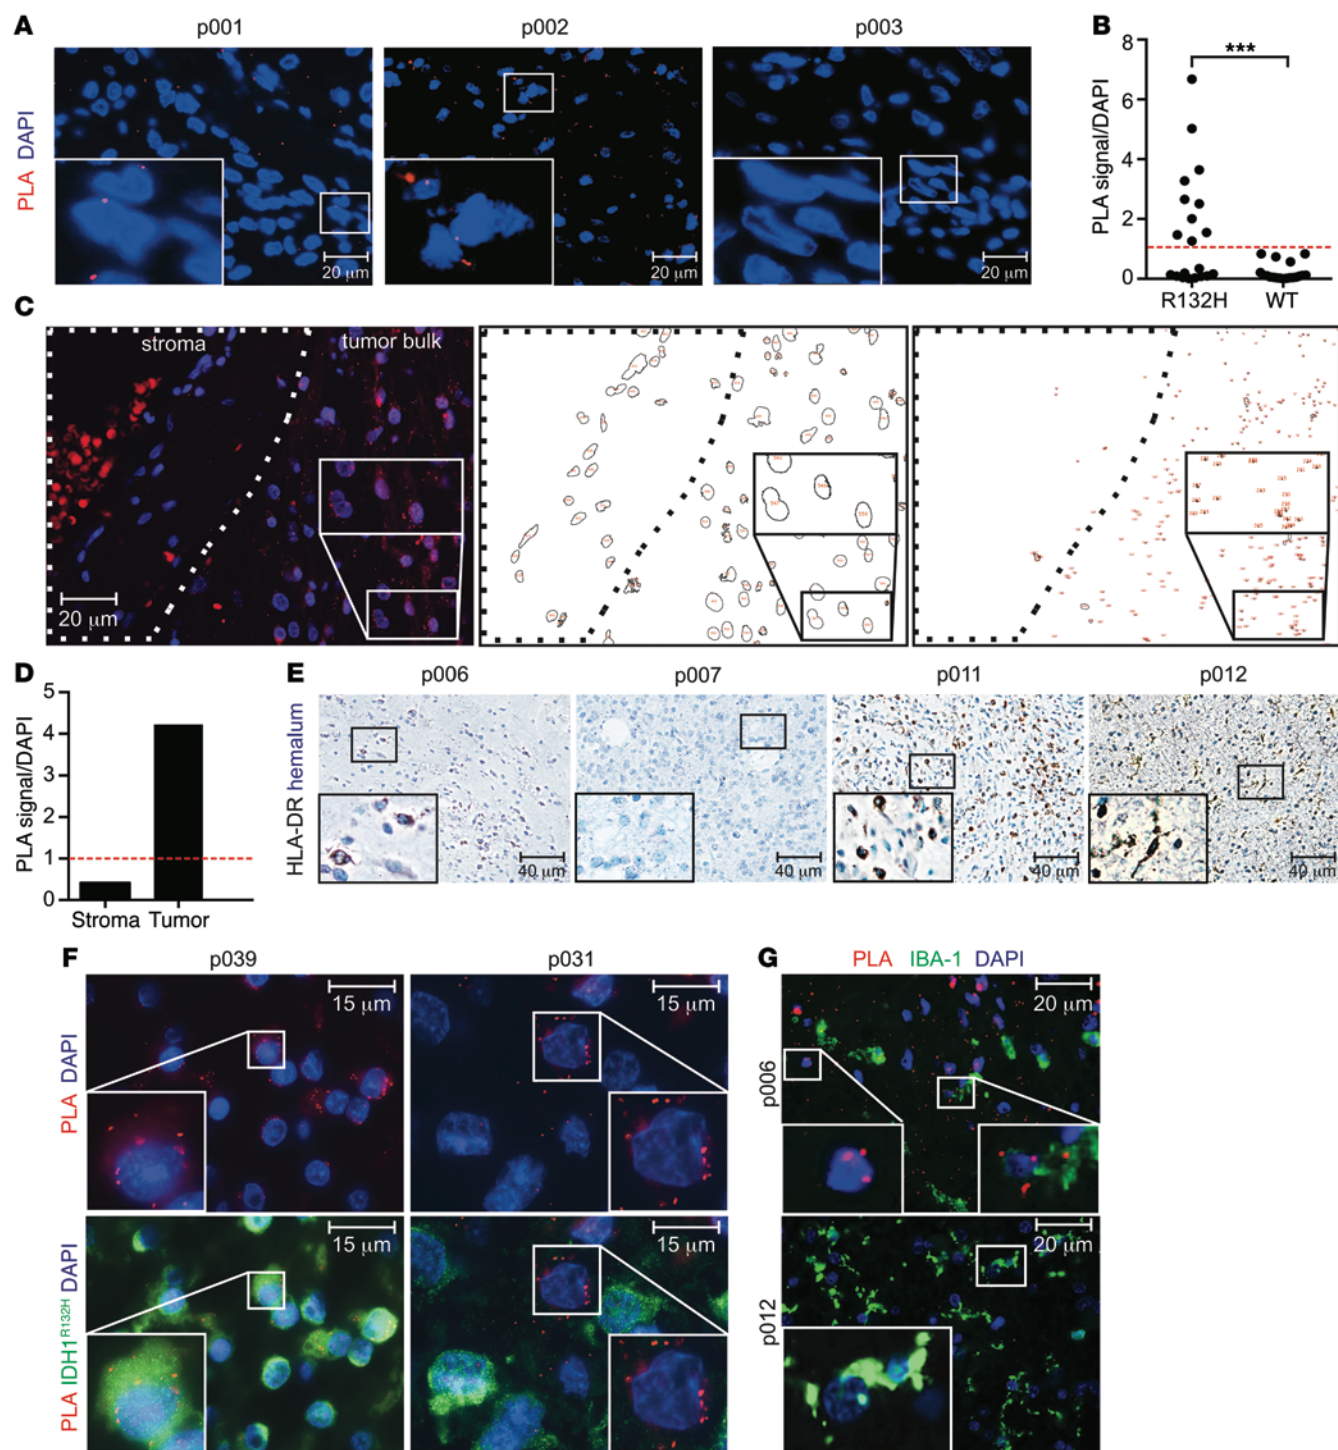 A
p001
p002
p003
PLA DAPI
20 μm
20 μm
20 μm
B
PLA signal/DAPI
8
6
4
2
0
***
R132H
WT
C
stroma
tumor bulk
20 μm
D
PLA signal/DAPI
5
4
3
2
1
0
Stroma
Tumor
E
p006
p007
p011
p012
HLA-DR hemalum
40 μm
40 μm
40 μm
40 μm
F
p039
p031
PLA DAPI
15 μm
15 μm
PLA IDH1R132H DAPI
15 μm
15 μm
G
PLA IBA-1 DAPI
p006
20 μm
p012
20 μm